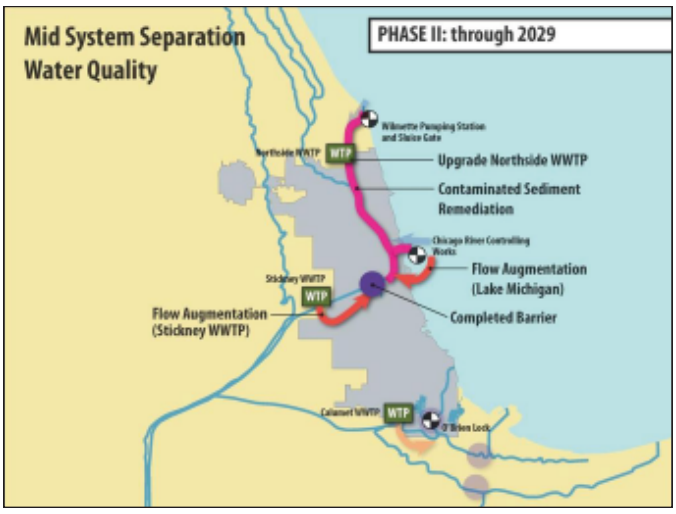 Mid System Separation
Water Quality
PHASE II: through 2029
Wilmette Pumping Station
and Sluice Gate
Northside WWTP
WTP
Upgrade Northside WWTP
Contaminated Sediment
Remediation
Chicago River Controlling
Works
Flow Augmentation
(Lake Michigan)
Stickney WWTP
WTP
Flow Augmentation
(Stickney WWTP)
Completed Barrier
Calumet WWTP
WTP
O'Brien Lock